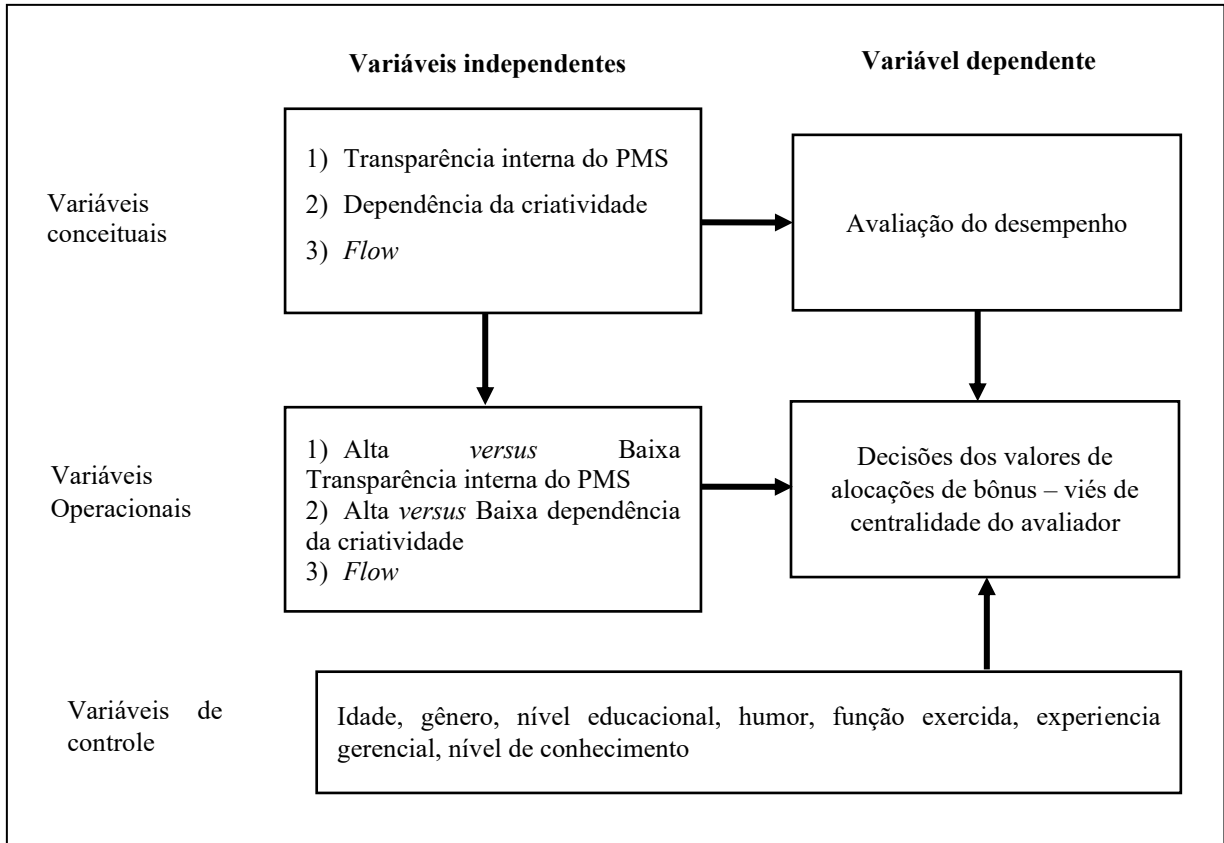 Variáveis independentes
Variável dependente
Variáveis
conceituais
1) Transparência interna do PMS
2) Dependência da criatividade
3) Flow
Avaliação do desempenho
Variáveis
Operacionais
1) Alta versus Baixa
Transparência interna do PMS
2) Alta versus Baixa dependência
da criatividade
3) Flow
Decisões dos valores de
alocações de bônus – viés de
centralidade do avaliador
Variáveis de
controle
Idade, gênero, nível educacional, humor, função exercida, experiencia
gerencial, nível de conhecimento